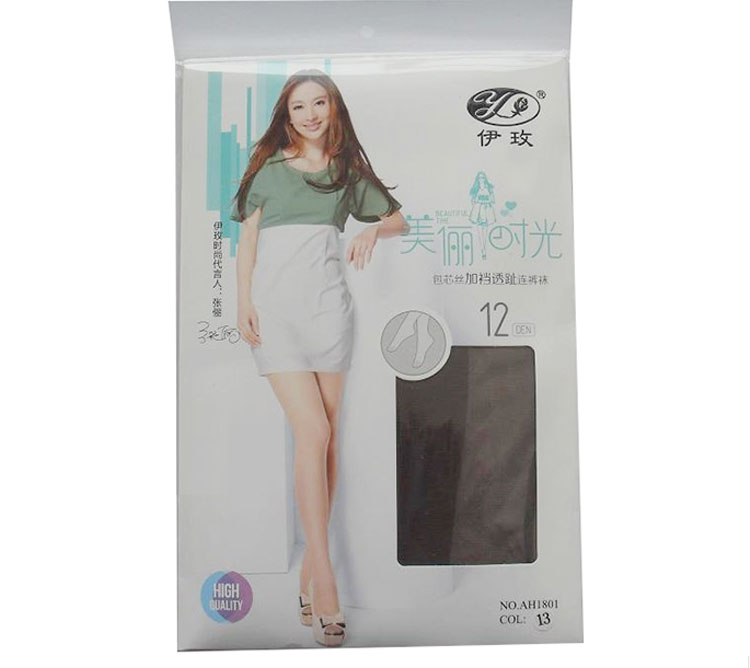 Y
®
伊玫
BEAUTIFUL
TIME
美俪时光
包芯丝加裆透趾连裤袜
12 DEN
伊玫时尚代言人：张俪
HIGH
QUALITY
NO.AH1801
COL: 13